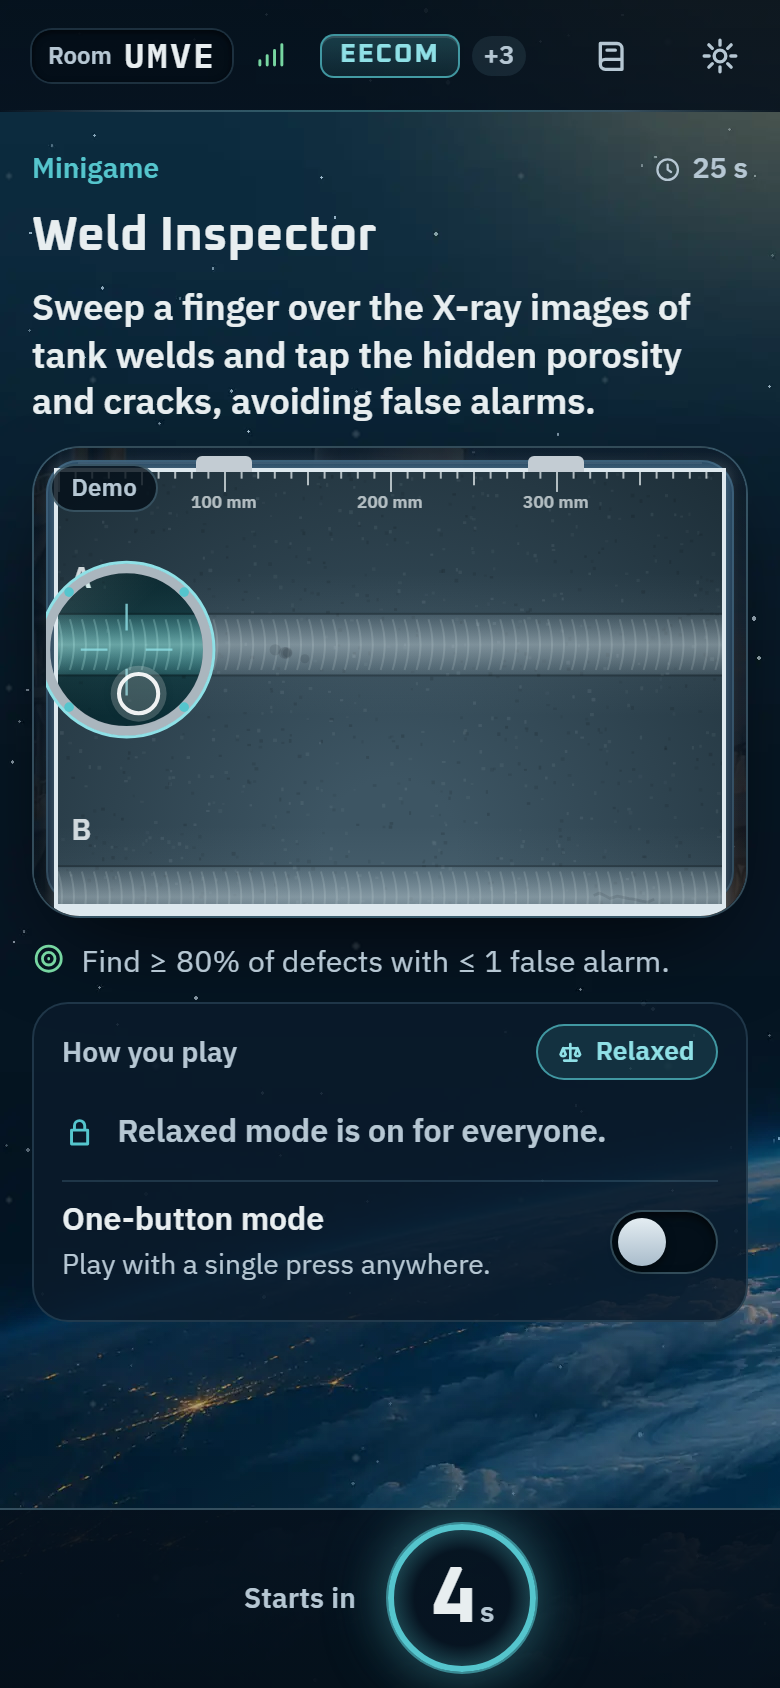 Room UMVE EECOM +3
Minigame 25 s
Weld Inspector
Sweep a finger over the X-ray images of
tank welds and tap the hidden porosity
and cracks, avoiding false alarms.
Demo
100 mm 200 mm 300 mm
A
B
Find ≥ 80% of defects with ≤ 1 false alarm.
How you play Relaxed
Relaxed mode is on for everyone.
One-button mode
Play with a single press anywhere.
Starts in 4 s